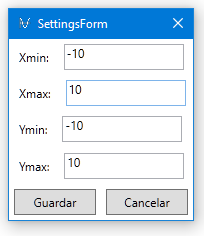 SettingsForm
Xmin: -10
Xmax: 10
Ymin: -10
Ymax: 10
Guardar Cancelar